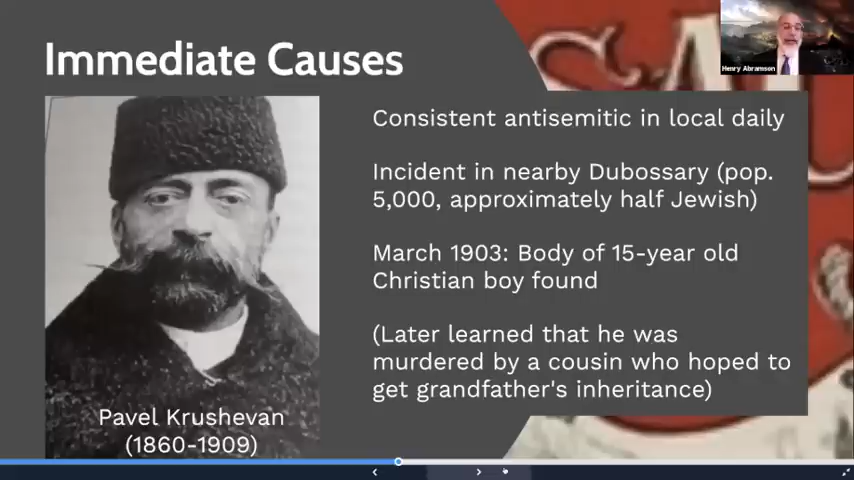 Immediate Causes
Henry Abramson
Consistent antisemitic in local daily
Incident in nearby Dubossary (pop.
5,000, approximately half Jewish)
March 1903: Body of 15-year old
Christian boy found
(Later learned that he was
murdered by a cousin who hoped to
get grandfather's inheritance)
Pavel Krushevan
(1860-1909)